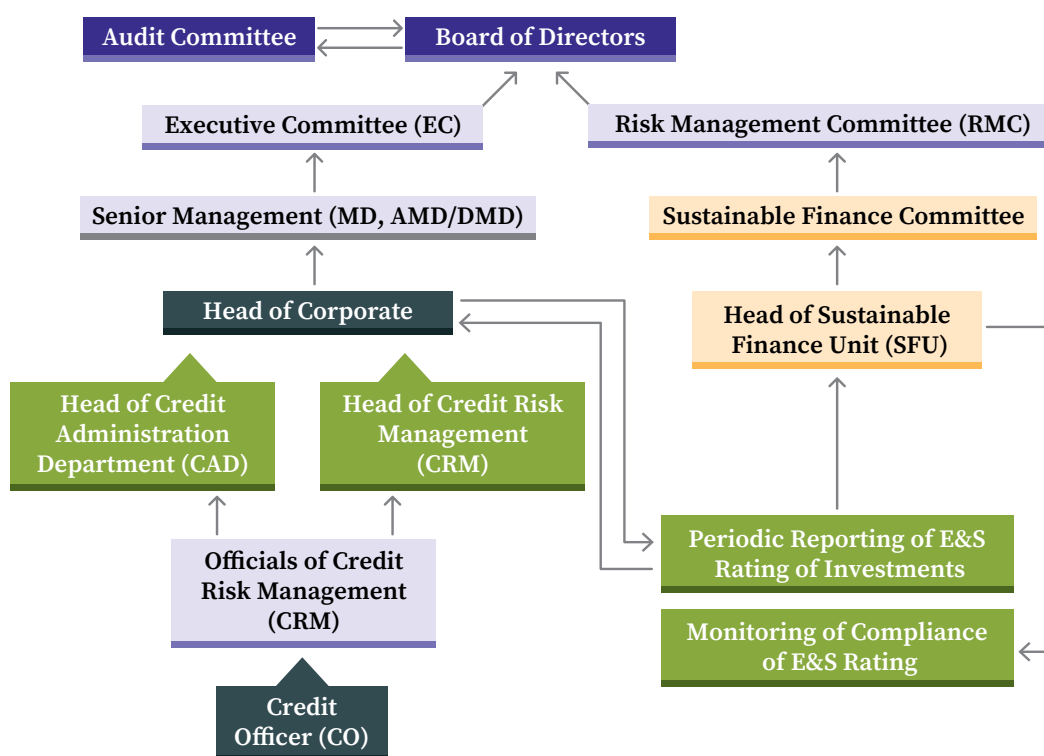 Audit Committee
Board of Directors
Executive Committee (EC)
Risk Management Committee (RMC)
Senior Management (MD, AMD/DMD)
Sustainable Finance Committee
Head of Corporate
Head of Sustainable
Finance Unit (SFU)
Head of Credit
Administration
Department (CAD)
Head of Credit Risk
Management
(CRM)
Officials of Credit
Risk Management
(CRM)
Periodic Reporting of E&S
Rating of Investments
Monitoring of Compliance
of E&S Rating
Credit
Officer (CO)